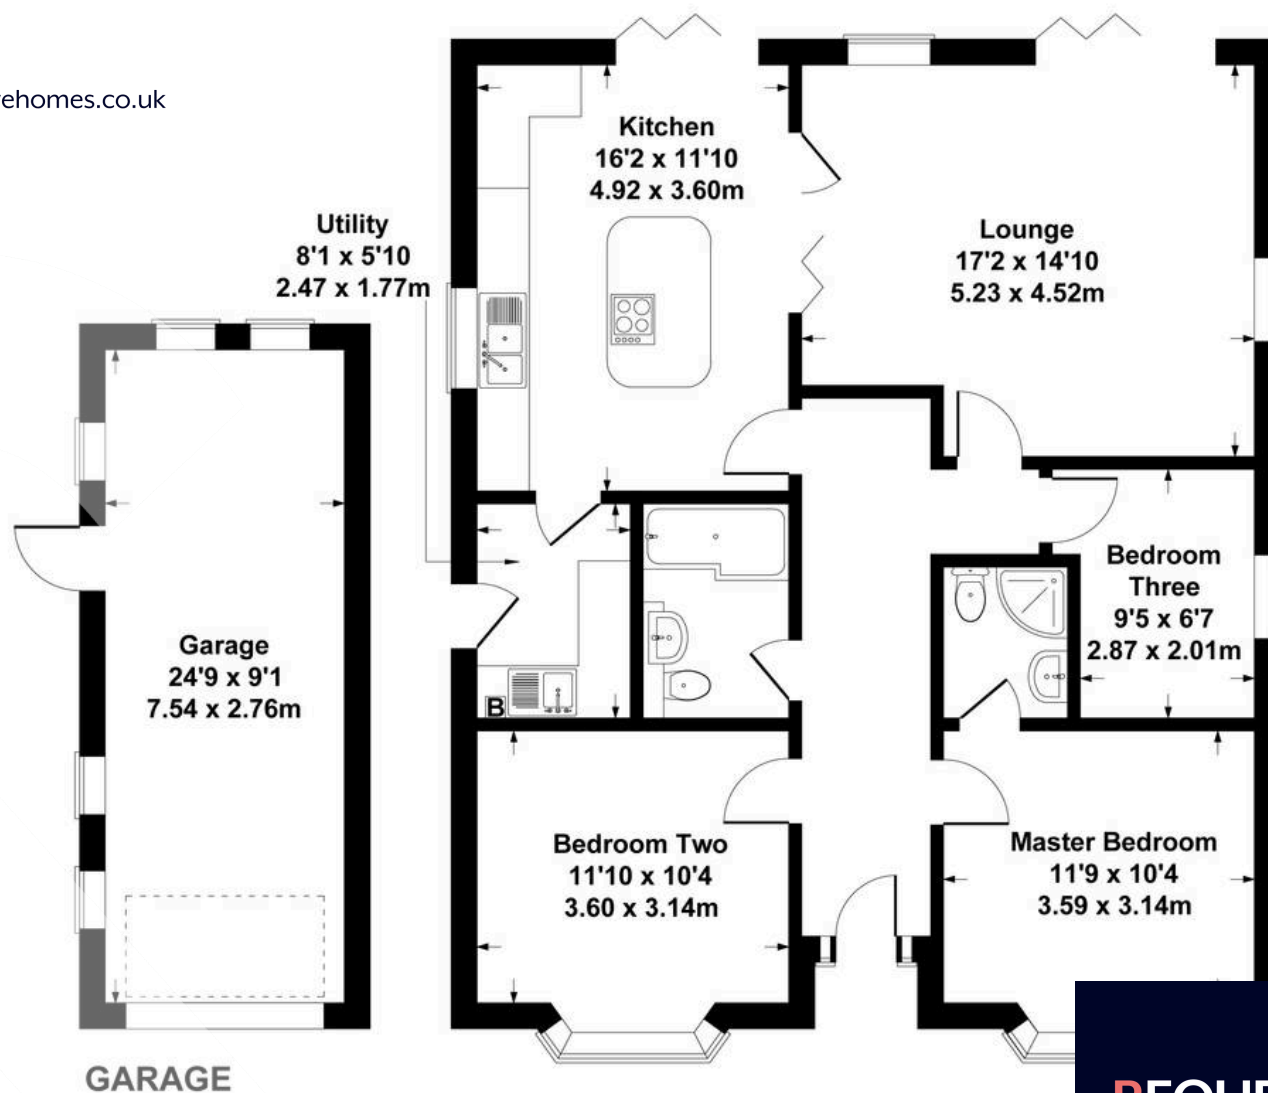 ehomes.co.uk
Kitchen
16'2 x 11'10
4.92 x 3.60m
Utility
8'1 x 5'10
2.47 x 1.77m
Lounge
17'2 x 14'10
5.23 x 4.52m
Bedroom
Three
9'5 x 6'7
2.87 x 2.01m
Garage
24'9 x 9'1
7.54 x 2.76m
B
Bedroom Two
11'10 x 10'4
3.60 x 3.14m
Master Bedroom
11'9 x 10'4
3.59 x 3.14m
GARAGE